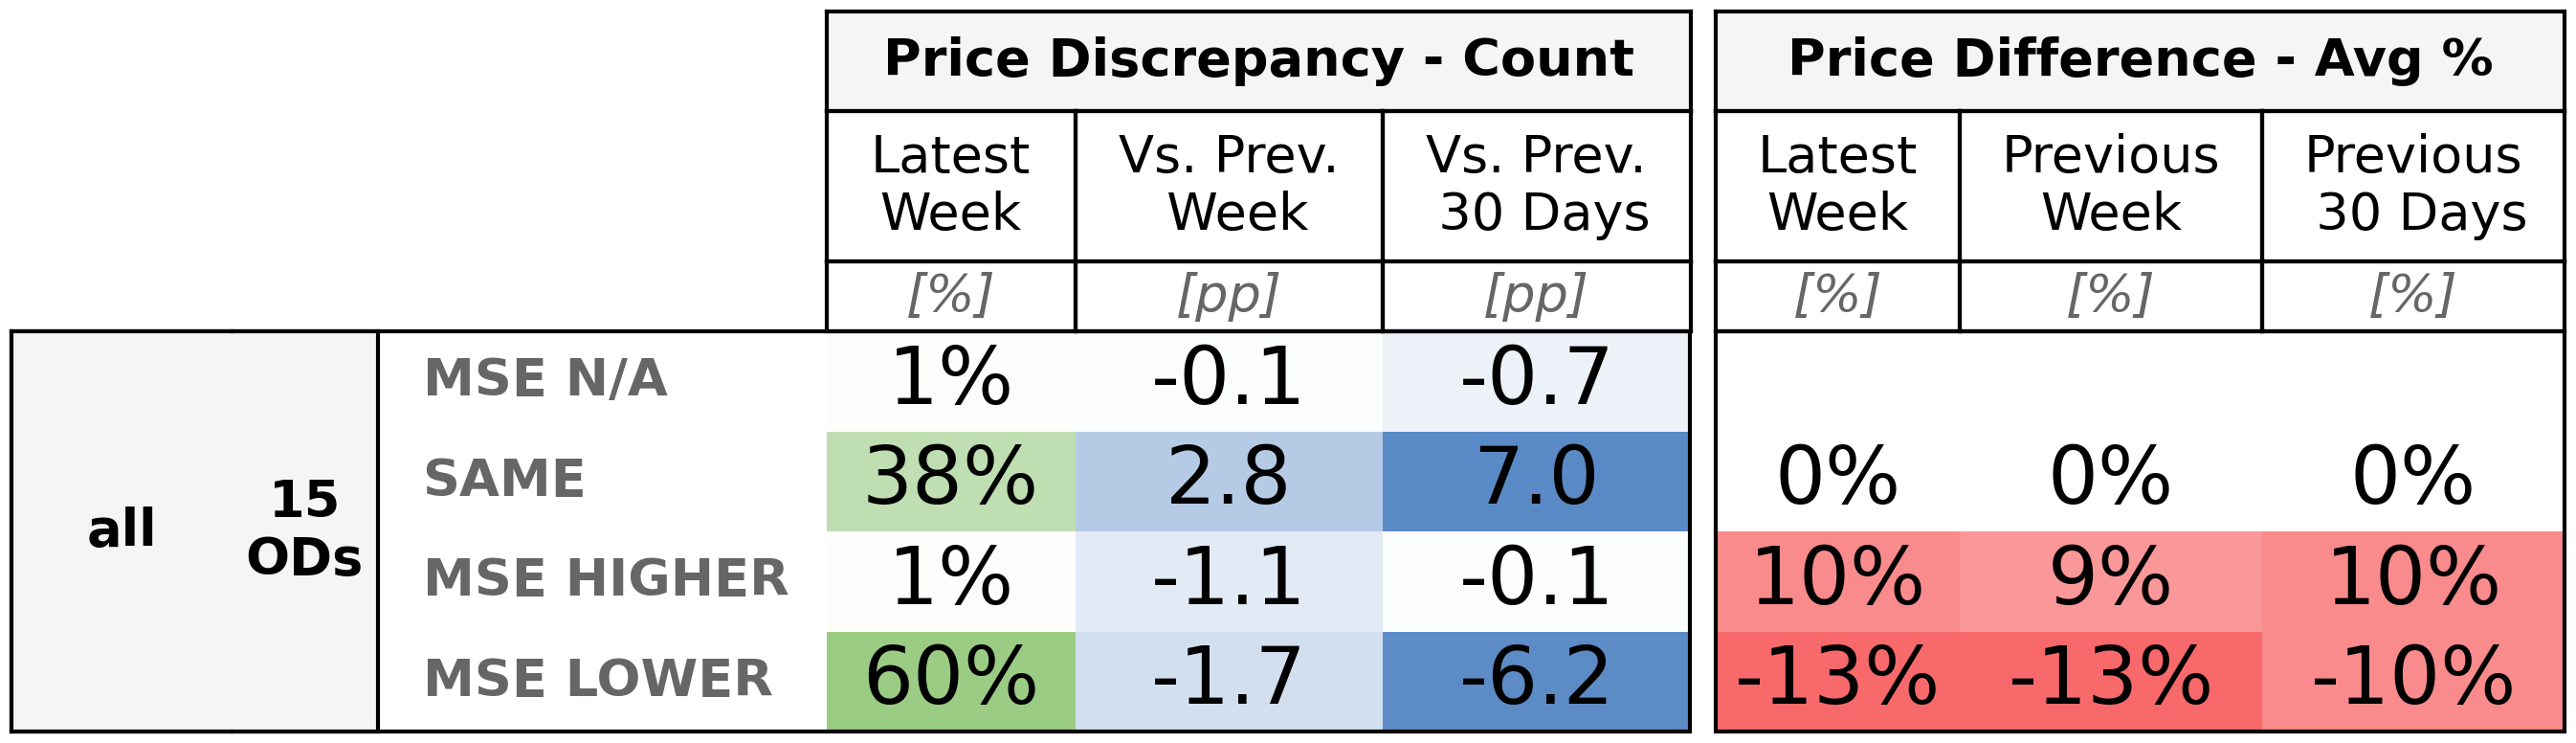 Price Discrepancy - Count Price Difference - Avg %
Latest Week Vs. Prev. Week Vs. Prev. 30 Days Latest Week Previous Week Previous 30 Days
[%] [pp] [pp] [%] [%] [%]
all
15
ODs
MSE N/A 1% -0.1 -0.7
SAME 38% 2.8 7.0 0% 0% 0%
MSE HIGHER 1% -1.1 -0.1 10% 9% 10%
MSE LOWER 60% -1.7 -6.2 -13% -13% -10%